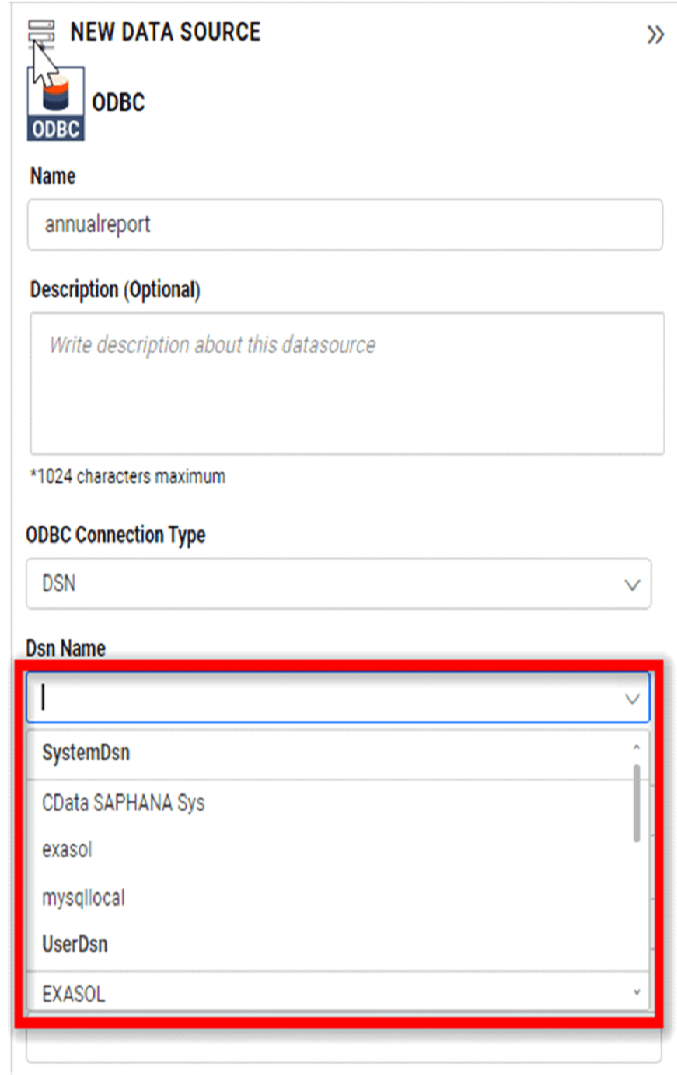 NEW DATA SOURCE
ODBC
ODBC
Name
annualreport
Description (Optional)
Write description about this datasource
*1024 characters maximum
ODBC Connection Type
DSN
Dsn Name
SystemDsn
CData SAPHANA Sys
exasol
mysqllocal
UserDsn
EXASOL